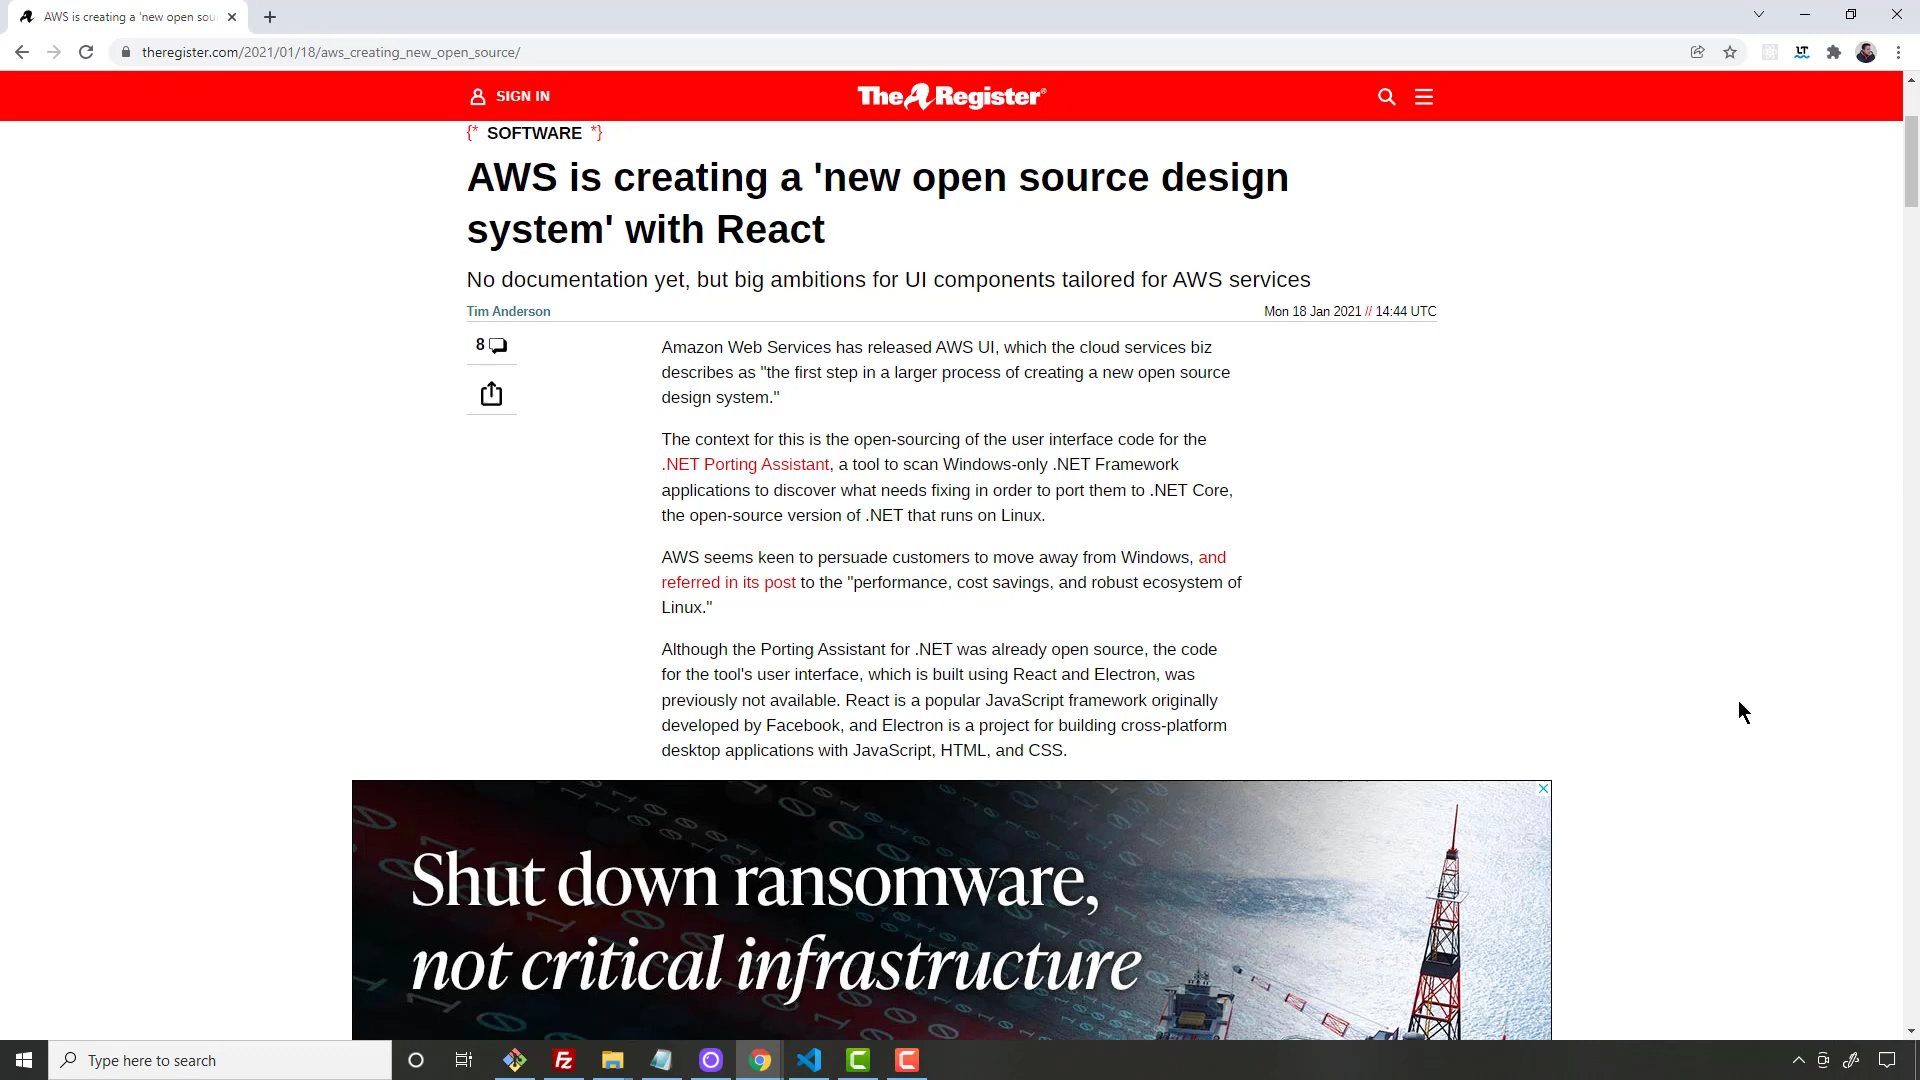 AWS is creating a 'new open sou
theregister.com/2021/01/18/aws_creating_new_open_source/
SIGN IN
The Register®
{* SOFTWARE *}
AWS is creating a 'new open source design
system' with React
No documentation yet, but big ambitions for UI components tailored for AWS services
Tim Anderson
Mon 18 Jan 2021 // 14:44 UTC
8
Amazon Web Services has released AWS UI, which the cloud services biz
describes as "the first step in a larger process of creating a new open source
design system."
The context for this is the open-sourcing of the user interface code for the
.NET Porting Assistant, a tool to scan Windows-only .NET Framework
applications to discover what needs fixing in order to port them to .NET Core,
the open-source version of .NET that runs on Linux.
AWS seems keen to persuade customers to move away from Windows, and
referred in its post to the "performance, cost savings, and robust ecosystem of
Linux."
Although the Porting Assistant for .NET was already open source, the code
for the tool's user interface, which is built using React and Electron, was
previously not available. React is a popular JavaScript framework originally
developed by Facebook, and Electron is a project for building cross-platform
desktop applications with JavaScript, HTML, and CSS.
Shut down ransomware,
not critical infrastructure
Type here to search